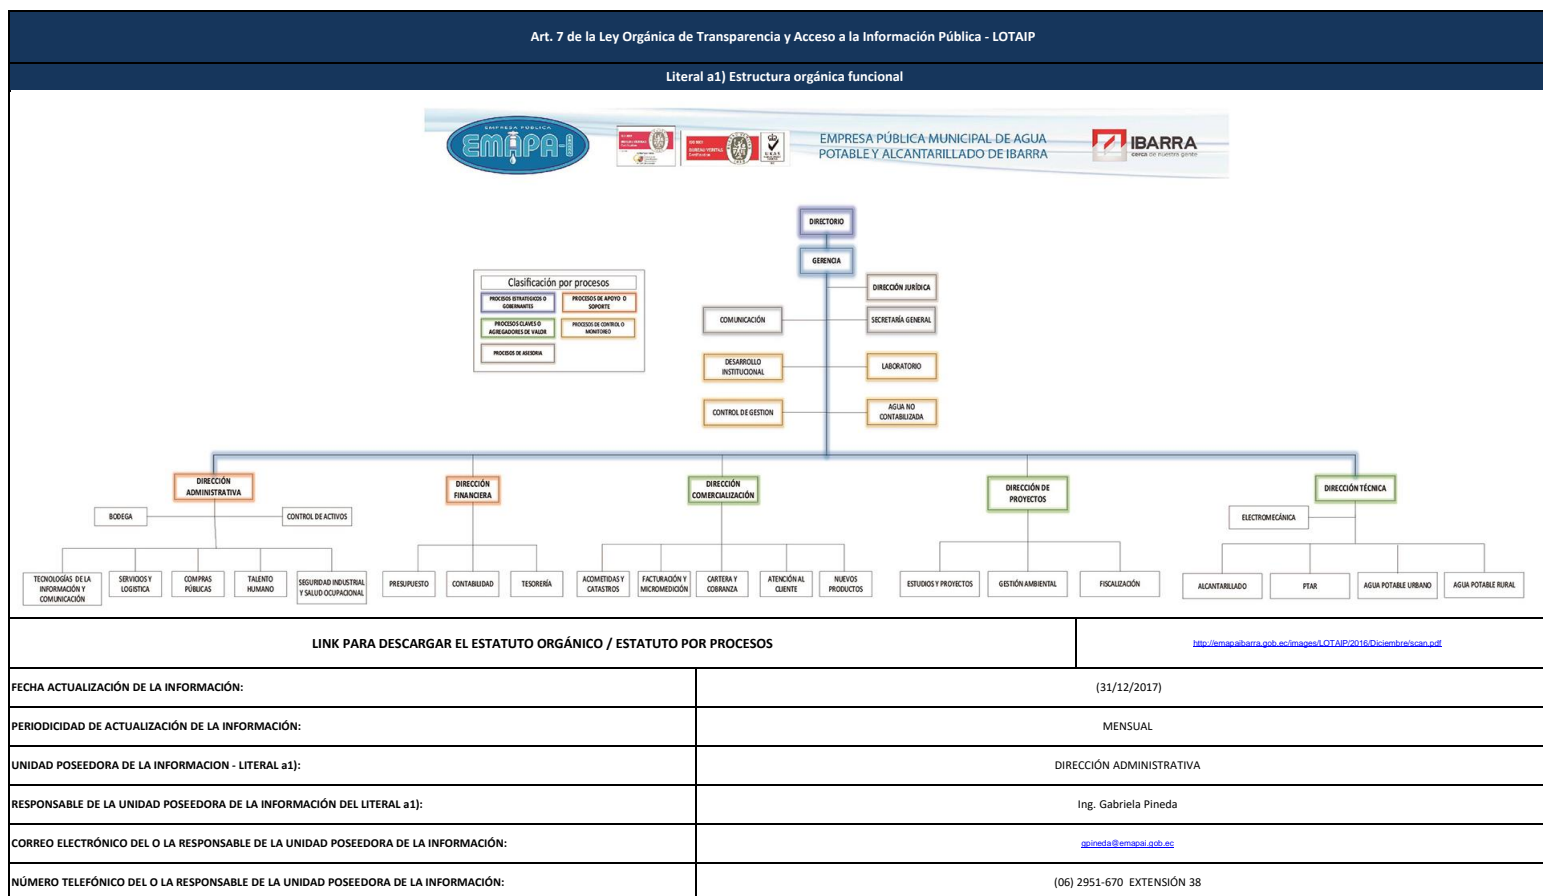 Art. 7 de la Ley Orgánica de Transparencia y Acceso a la Información Pública - LOTAIP
Literal a1) Estructura orgánica funcional
EMPRESA PÚBLICA
EMAPA-I
EMPRESA PÚBLICA MUNICIPAL DE AGUA
POTABLE Y ALCANTARILLADO DE IBARRA
IBARRA
cerca de nuestra gente
DIRECTORIO
GERENCIA
Clasificación por procesos
PROCESOS ESTRATEGICOS O
GOBERNANTES
PROCESOS DE APOYO O
SOPORTE
PROCESOS CLAVES O
AGREGADORES DE VALOR
PROCESOS DE CONTROL O
MONITOREO
PROCESOS DE ASESORIA
DIRECCIÓN JURÍDICA
COMUNICACIÓN
SECRETARÍA GENERAL
DESARROLLO
INSTITUCIONAL
LABORATORIO
CONTROL DE GESTION
AGUA NO
CONTABILIZADA
DIRECCIÓN
ADMINISTRATIVA
DIRECCIÓN
FINANCIERA
DIRECCIÓN
COMERCIALIZACIÓN
DIRECCIÓN DE
PROYECTOS
DIRECCIÓN TÉCNICA
BODEGA
CONTROL DE ACTIVOS
ELECTROMECÁNICA
TECNOLOGÍAS DE LA
INFORMACIÓN Y
COMUNICACIÓN
SERVICIOS Y
LOGISTICA
COMPRAS
PÚBLICAS
TALENTO
HUMANO
SEGURIDAD INDUSTRIAL
Y SALUD OCUPACIONAL
PRESUPUESTO
CONTABILIDAD
TESORERÍA
ACOMETIDAS Y
CATASTROS
FACTURACIÓN Y
MICROMEDICIÓN
CARTERA Y
COBRANZA
ATENCIÓN AL
CLIENTE
NUEVOS
PRODUCTOS
ESTUDIOS Y PROYECTOS
GESTIÓN AMBIENTAL
FISCALIZACIÓN
ALCANTARILLADO
PTAR
AGUA POTABLE URBANO
AGUA POTABLE RURAL
LINK PARA DESCARGAR EL ESTATUTO ORGÁNICO / ESTATUTO POR PROCESOS
http://emapaibarra.gob.ec/images/LOTAIP/2016/Diciembre/scan.pdf
FECHA ACTUALIZACIÓN DE LA INFORMACIÓN:
(31/12/2017)
PERIODICIDAD DE ACTUALIZACIÓN DE LA INFORMACIÓN:
MENSUAL
UNIDAD POSEEDORA DE LA INFORMACION - LITERAL a1):
DIRECCIÓN ADMINISTRATIVA
RESPONSABLE DE LA UNIDAD POSEEDORA DE LA INFORMACIÓN DEL LITERAL a1):
Ing. Gabriela Pineda
CORREO ELECTRÓNICO DEL O LA RESPONSABLE DE LA UNIDAD POSEEDORA DE LA INFORMACIÓN:
gpineda@emapai.gob.ec
NÚMERO TELEFÓNICO DEL O LA RESPONSABLE DE LA UNIDAD POSEEDORA DE LA INFORMACIÓN:
(06) 2951-670 EXTENSIÓN 38